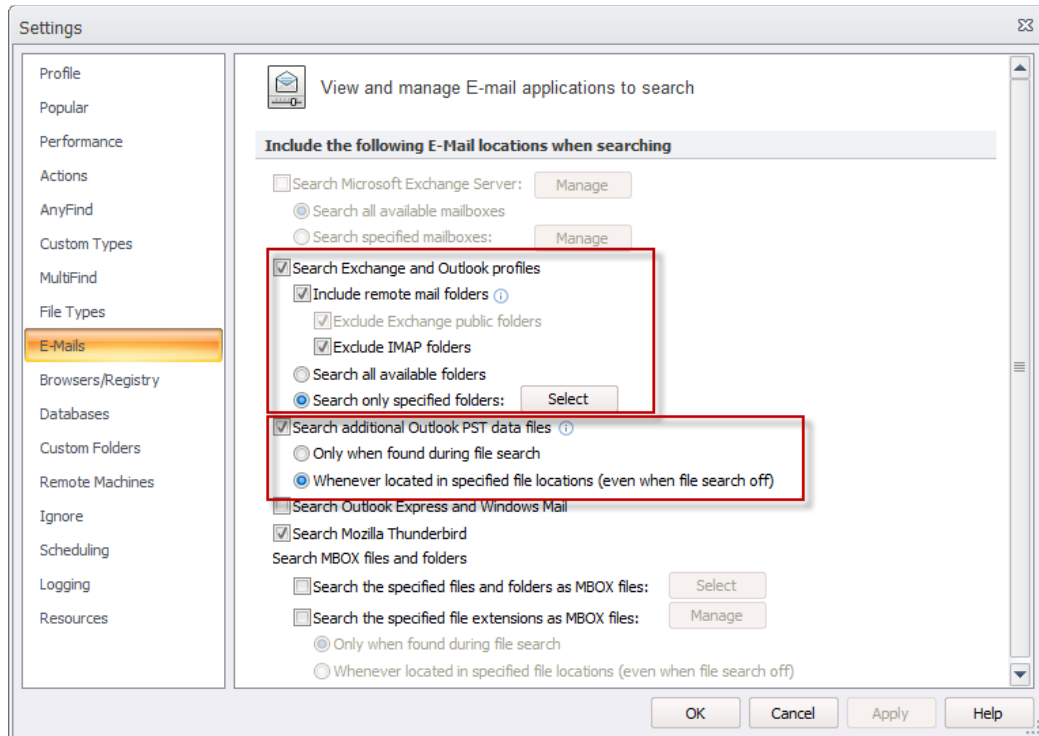 Settings
Profile
Popular
Performance
Actions
AnyFind
Custom Types
MultiFind
File Types
E-Mails
Browsers/Registry
Databases
Custom Folders
Remote Machines
Ignore
Scheduling
Logging
Resources
View and manage E-mail applications to search
Include the following E-Mail locations when searching
Search Microsoft Exchange Server: Manage
Search all available mailboxes
Search specified mailboxes: Manage
Search Exchange and Outlook profiles
Include remote mail folders
Exclude Exchange public folders
Exclude IMAP folders
Search all available folders
Search only specified folders: Select
Search additional Outlook PST data files
Only when found during file search
Whenever located in specified file locations (even when file search off)
Search Outlook Express and Windows Mail
Search Mozilla Thunderbird
Search MBOX files and folders
Search the specified files and folders as MBOX files: Select
Search the specified file extensions as MBOX files: Manage
Only when found during file search
Whenever located in specified file locations (even when file search off)
OK Cancel Apply Help